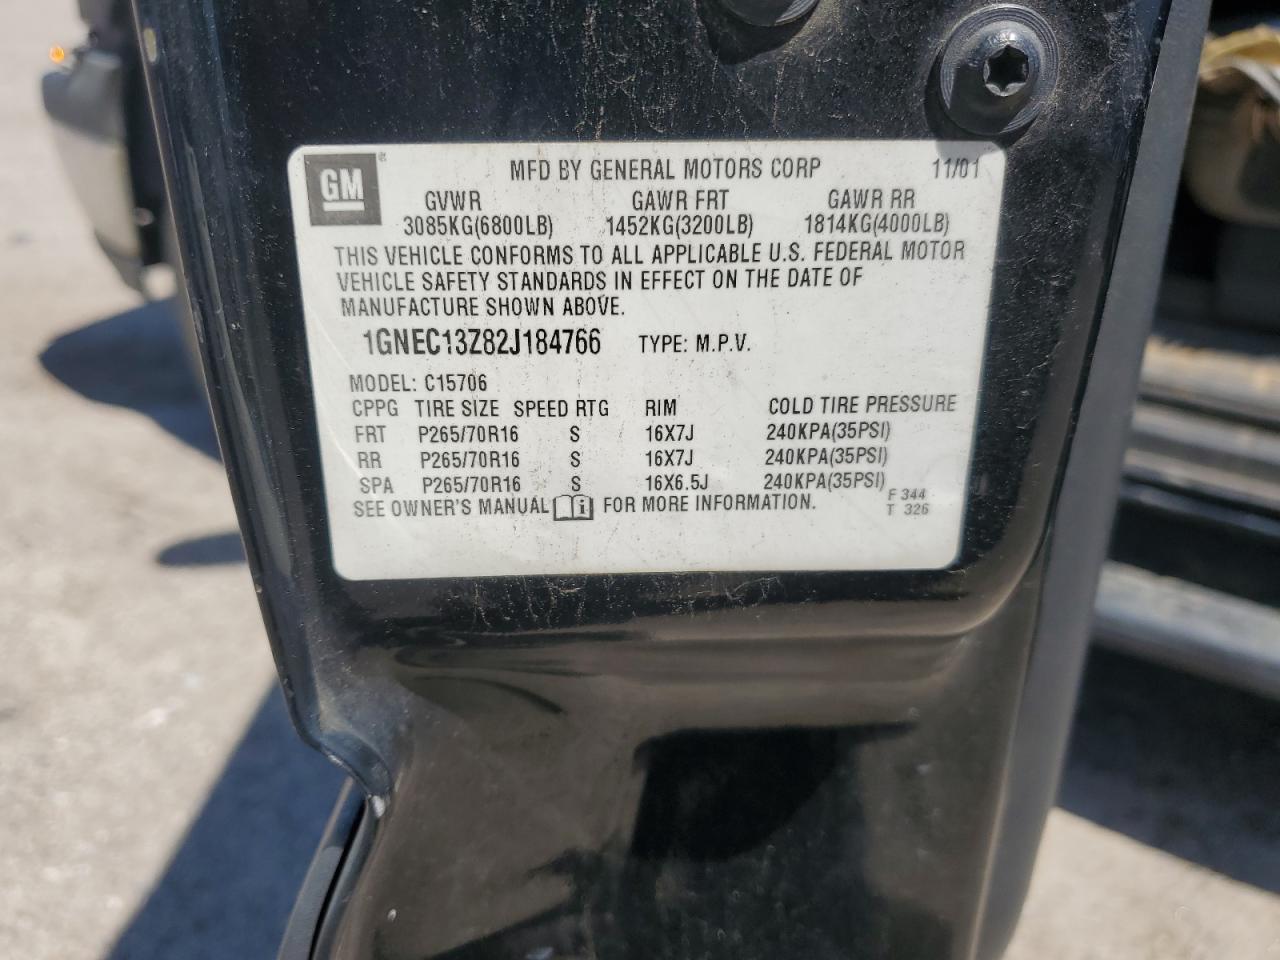 GM ® MFD BY GENERAL MOTORS CORP 11/01
GVWR GAWR FRT GAWR RR
3085KG(6800LB) 1452KG(3200LB) 1814KG(4000LB)
THIS VEHICLE CONFORMS TO ALL APPLICABLE U.S. FEDERAL MOTOR
VEHICLE SAFETY STANDARDS IN EFFECT ON THE DATE OF
MANUFACTURE SHOWN ABOVE.
1GNEC13Z82J184766 TYPE: M.P.V.
MODEL: C15706
CPPG TIRE SIZE SPEED RTG RIM COLD TIRE PRESSURE
FRT P265/70R16 S 16X7J 240KPA(35PSI)
RR P265/70R16 S 16X7J 240KPA(35PSI)
SPA P265/70R16 S 16X6.5J 240KPA(35PSI)
SEE OWNER'S MANUAL i FOR MORE INFORMATION. F 344
T 326